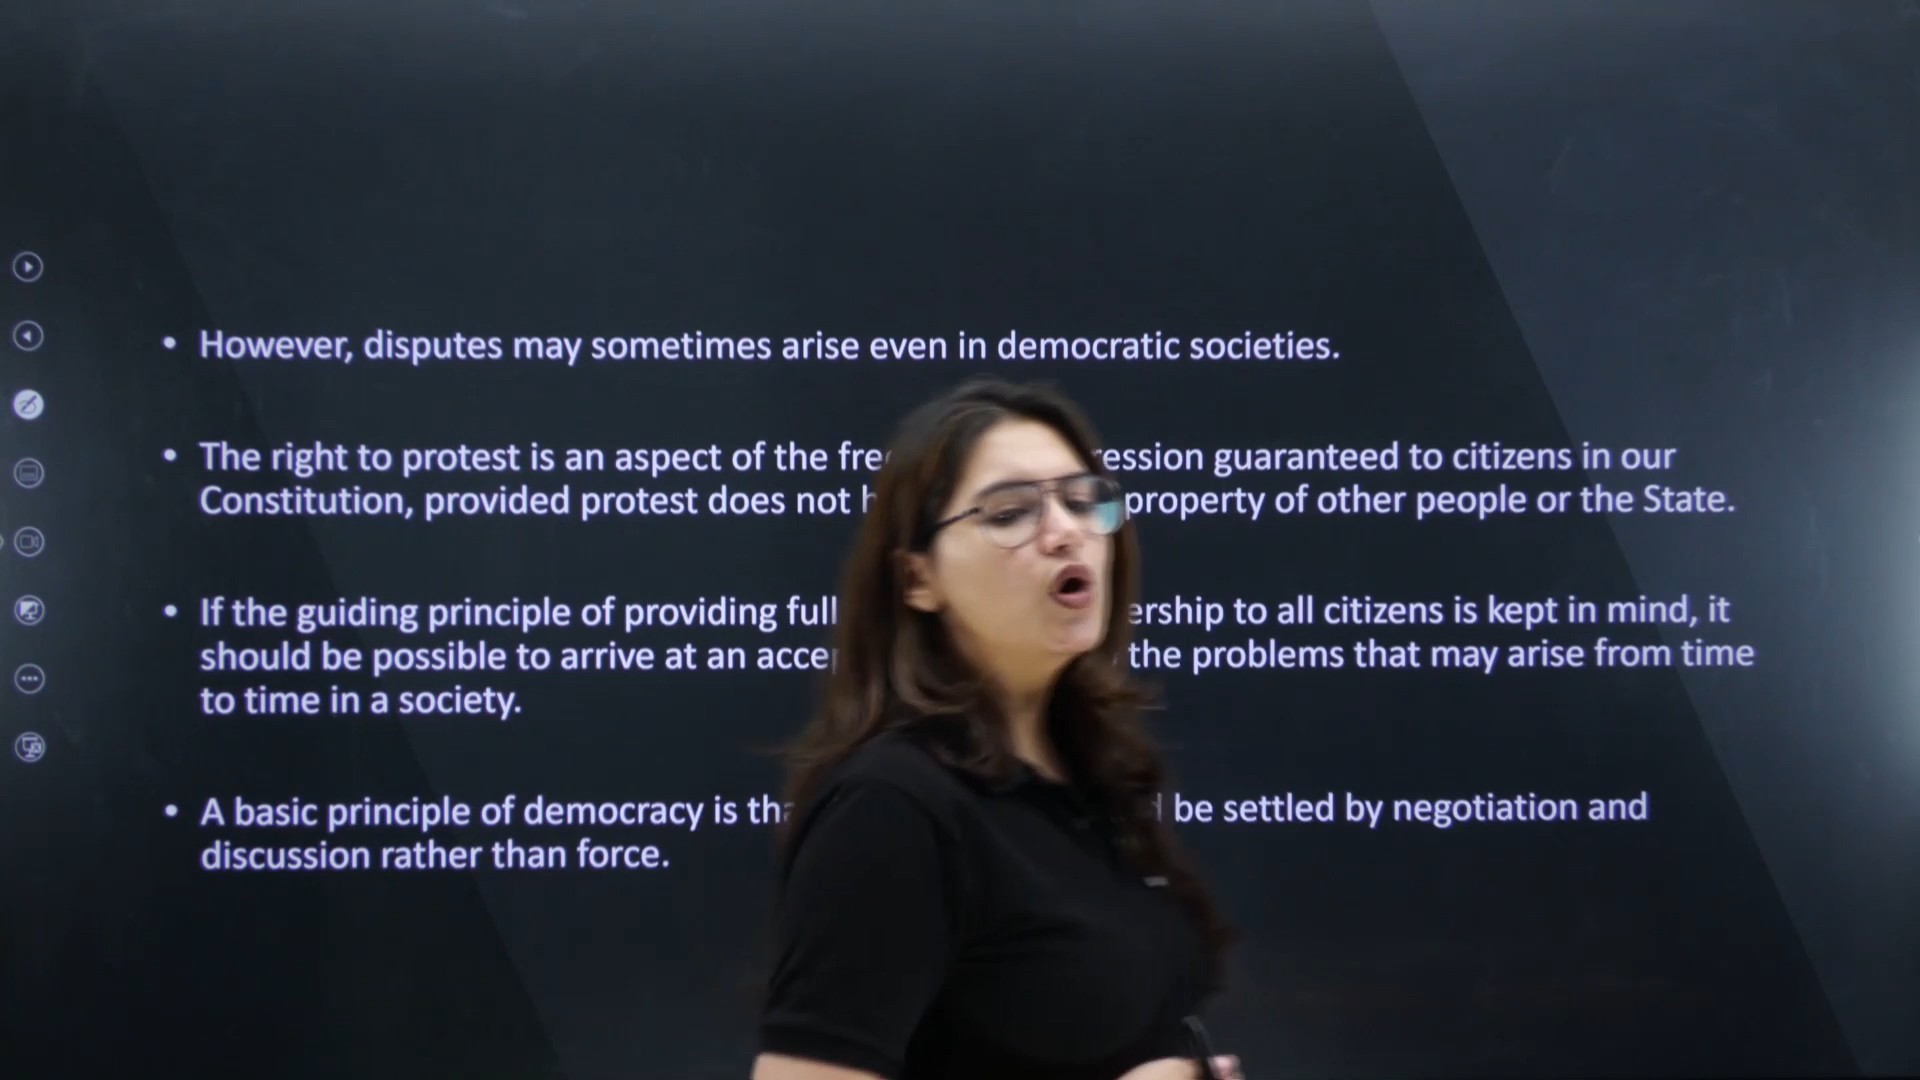 • However, disputes may sometimes arise even in democratic societies.
• The right to protest is an aspect of the guaranteed to citizens in our
Constitution, provided protest does not property of other people or the State.
• If the guiding principle of providing full to all citizens is kept in mind, it
should be possible to arrive at an the problems that may arise from time
to time in a society.
• A basic principle of democracy is be settled by negotiation and
discussion rather than force.